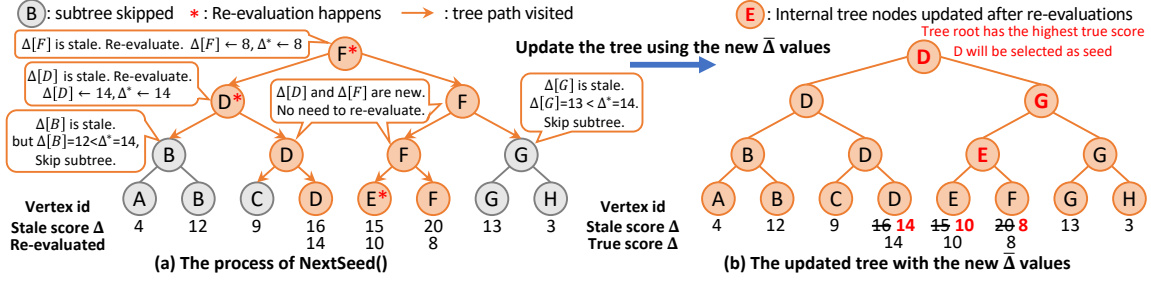 B : subtree skipped * : Re-evaluation happens → : tree path visited
E : Internal tree nodes updated after re-evaluations
Δ[F] is stale. Re-evaluate. Δ[F] ← 8, Δ* ← 8
F*
Update the tree using the new Δ̅ values
Tree root has the highest true score
D will be selected as seed
D
Δ[D] is stale. Re-evaluate.
Δ[D] ← 14, Δ* ← 14
D*
Δ[D] and Δ[F] are new.
No need to re-evaluate.
F
Δ[G] is stale.
Δ[G]=13 < Δ*=14.
Skip subtree.
D G
Δ[B] is stale.
but Δ[B]=12<Δ*=14,
Skip subtree.
B D F G
B D E G
A B C D E* F G H
A B C D E F G H
Vertex id
Stale score Δ 4 12 9 16 15 20 13 3
Re-evaluated 14 10 8
(a) The process of NextSeed()
Vertex id
Stale score Δ 4 12 9 16 14 15 10 20 8 13 3
True score Δ 14 10 8
(b) The updated tree with the new Δ̅ values